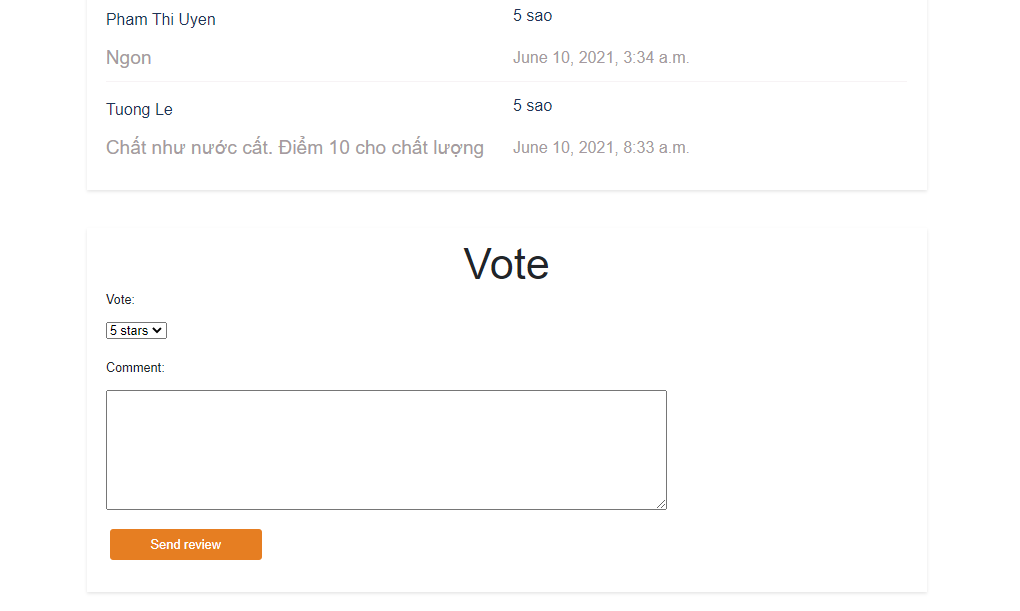 Pham Thi Uyen 5 sao
Ngon June 10, 2021, 3:34 a.m.
Tuong Le 5 sao
Chất như nước cất. Điểm 10 cho chất lượng June 10, 2021, 8:33 a.m.
Vote
Vote:
5 stars
Comment:
Send review